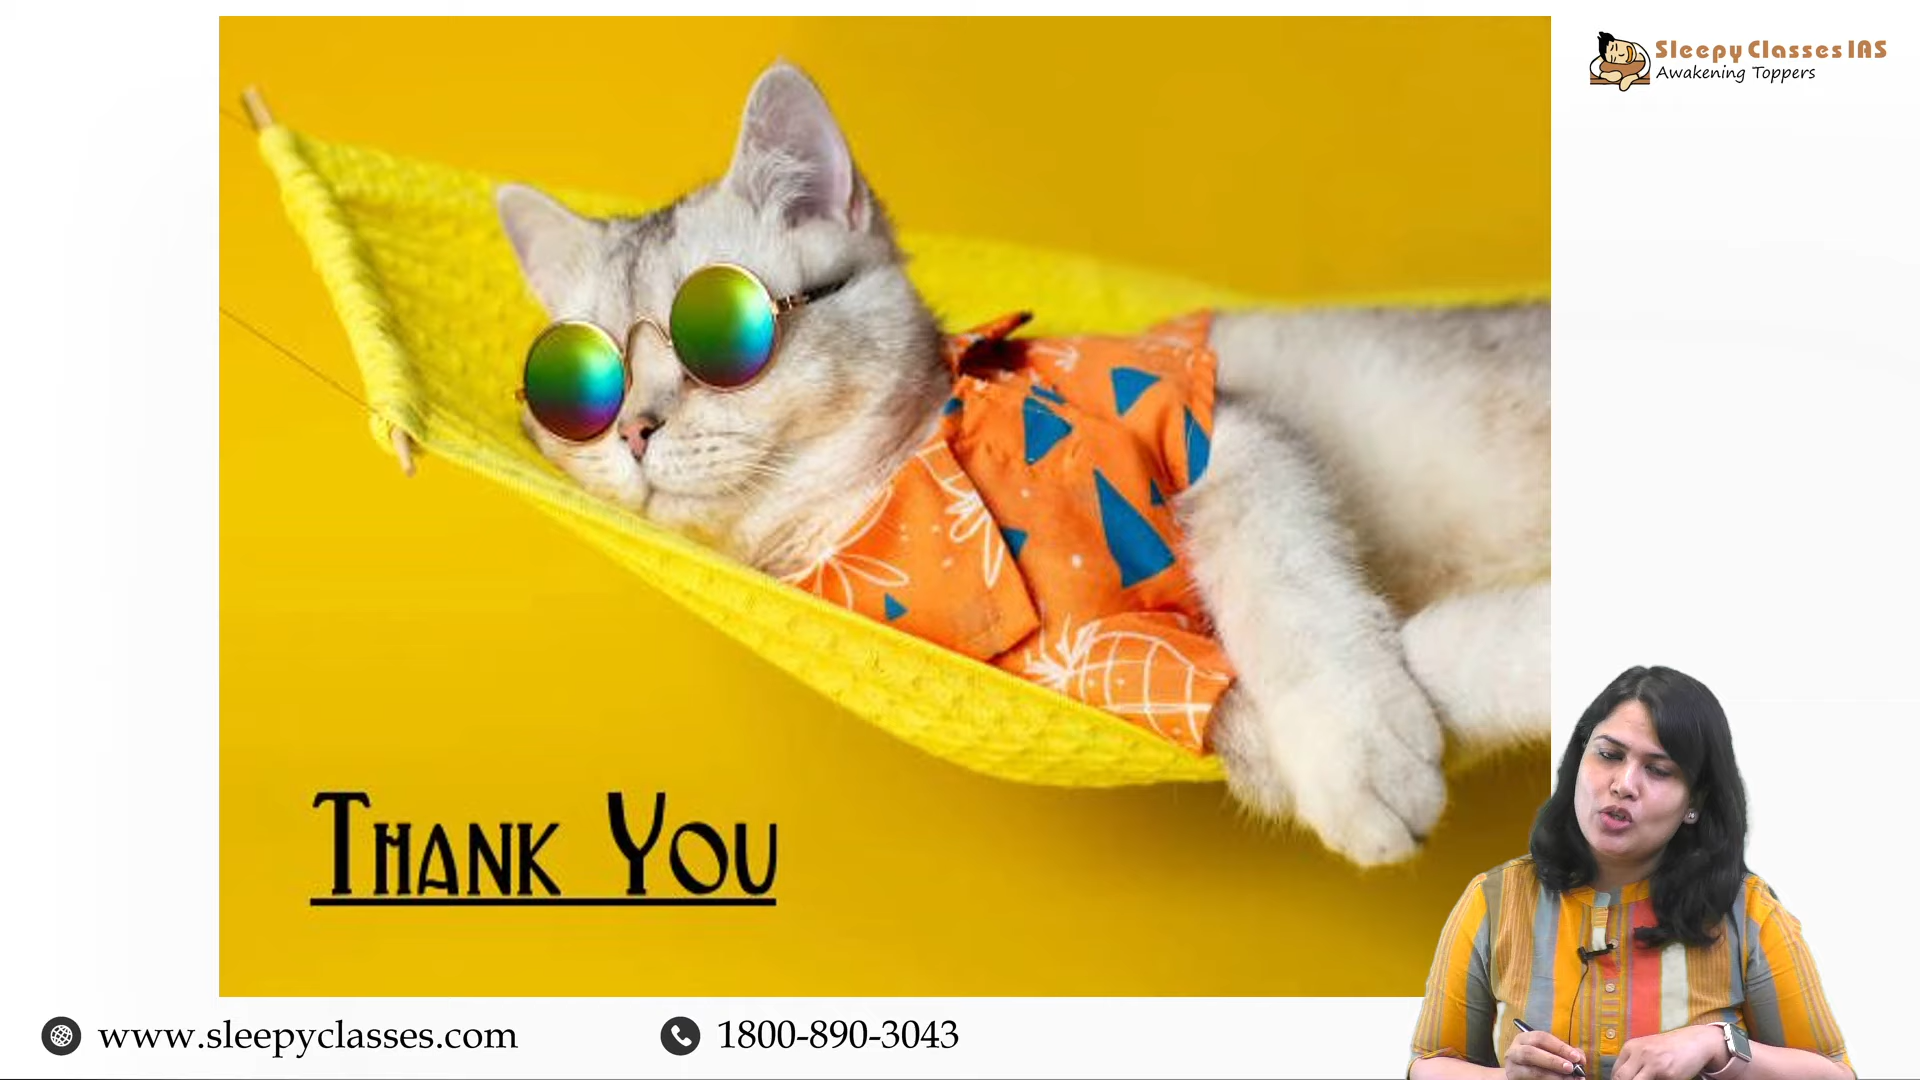 Sleepy Classes IAS
Awakening Toppers
THANK YOU
www.sleepyclasses.com
1800-890-3043